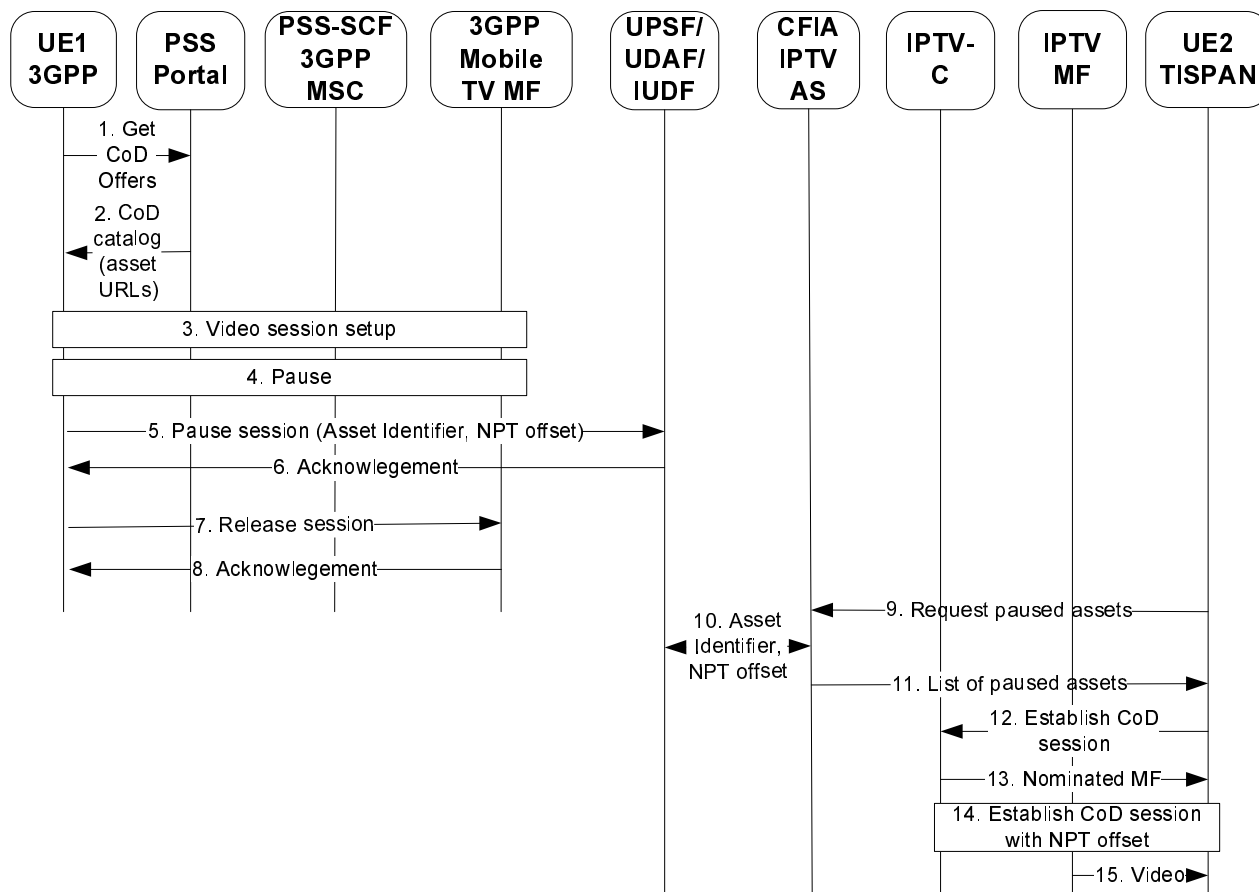 UE1
3GPP
PSS
Portal
PSS-SCF
3GPP
MSC
3GPP
Mobile
TV MF
UPSF/
UDAF/
IUDF
CFIA
IPTV
AS
IPTV-
C
IPTV
MF
UE2
TISPAN
1. Get
CoD
Offers
2. CoD
catalog
(asset
URLs)
3. Video session setup
4. Pause
5. Pause session (Asset Identifier, NPT offset)
6. Acknowlegement
7. Release session
8. Acknowlegement
9. Request paused assets
10. Asset
Identifier,
NPT offset
11. List of paused assets
12. Establish CoD
session
13. Nominated MF
14. Establish CoD session
with NPT offset
15. Video